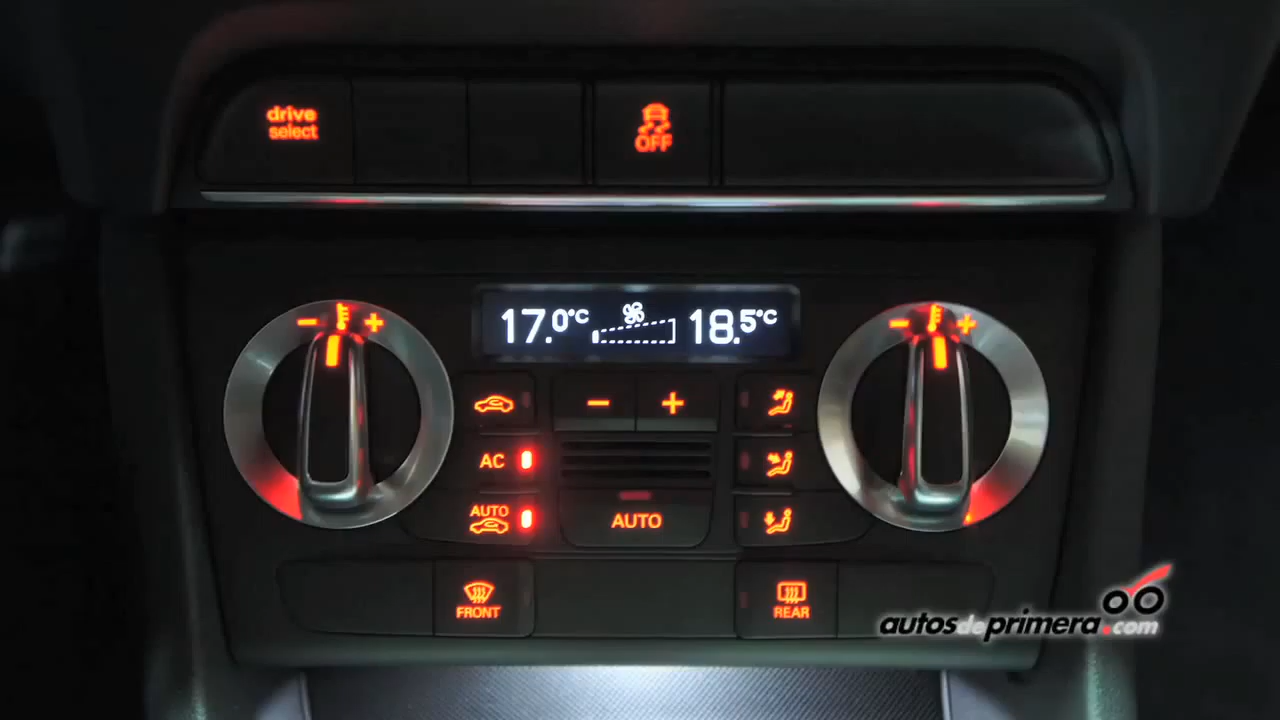 drive
select
OFF
17.0°C 18.5°C
− +
− +
− +
AC
AUTO
AUTO
FRONT
REAR
autosdeprimera.com